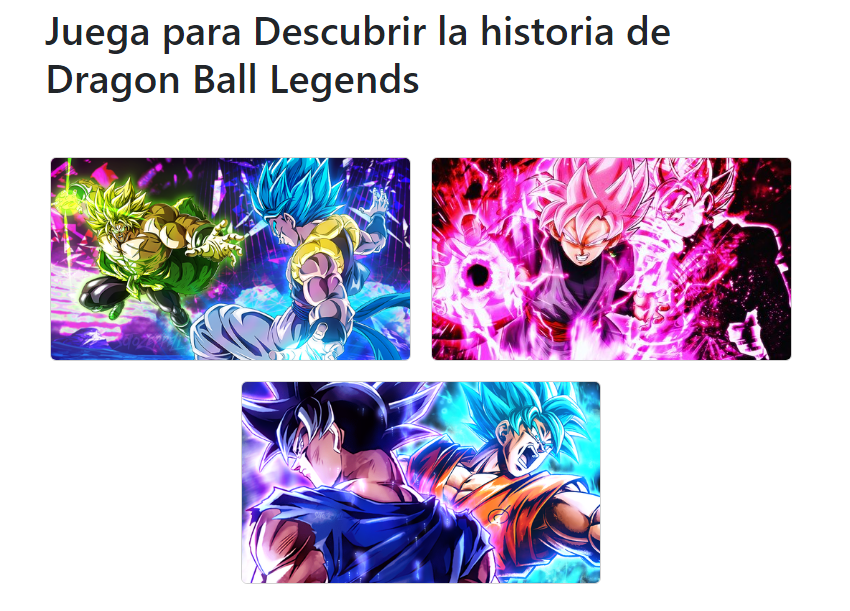 Juega para Descubrir la historia de
Dragon Ball Legends